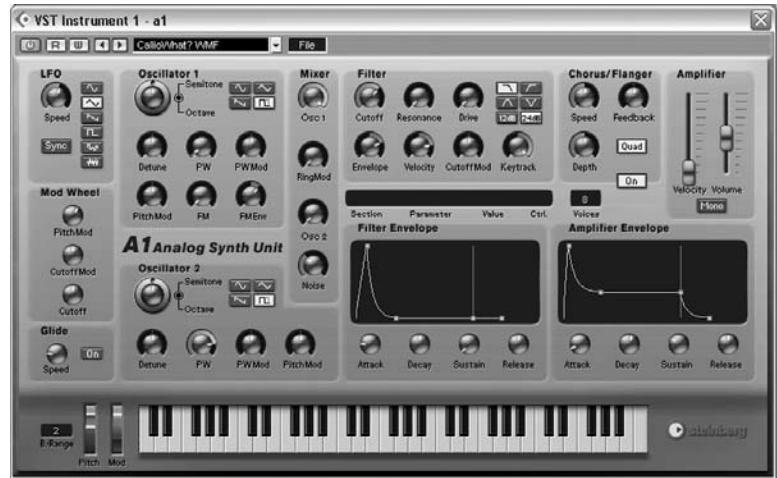 VST Instrument 1 - a1
R W CallioWhat? WMF File
LFO
Speed
Sync
Mod Wheel
PitchMod
CutoffMod
Cutoff
Glide
Speed On
Oscillator 1
Semitone
Octave
Detune PW PWMod
PitchMod FM FMEnv
A1 Analog Synth Unit
Oscillator 2
Semitone
Octave
Detune PW PWMod PitchMod
Mixer
Osc 1
RingMod
Osc 2
Noise
Filter
Cutoff Resonance Drive
12dB 24dB
Envelope Velocity CutoffMod Keytrack
Section Parameter Value Ctrl.
Filter Envelope
Attack Decay Sustain Release
Chorus/Flanger
Speed Feedback
Depth
Quad
On
8
Voices
Amplifier
Velocity Volume
Mono
Amplifier Envelope
Attack Decay Sustain Release
2
B.Range
Pitch Mod
steinberg